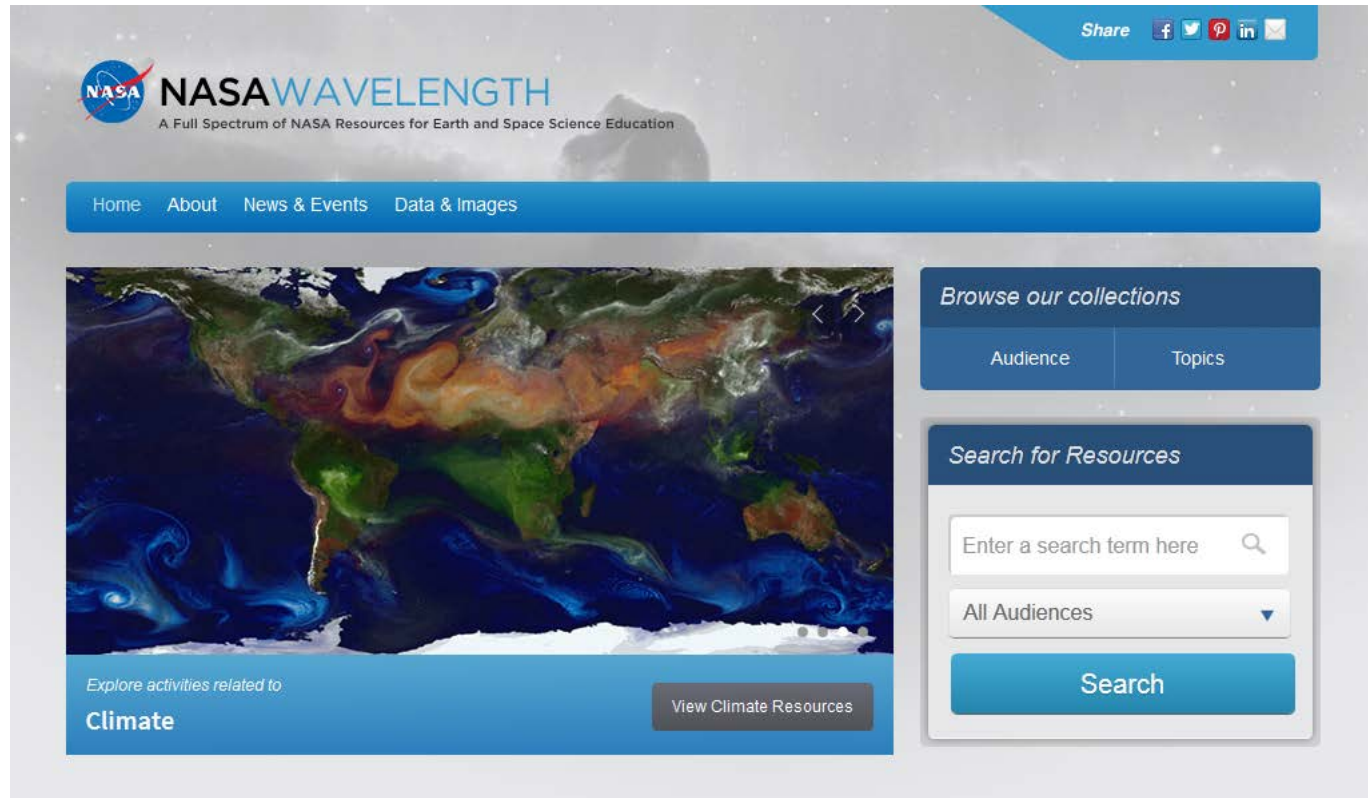 Share
NASA
NASAWAVELENGTH
A Full Spectrum of NASA Resources for Earth and Space Science Education
Home About News & Events Data & Images
Browse our collections
Audience Topics
Search for Resources
Enter a search term here
All Audiences
Search
Explore activities related to
Climate
View Climate Resources